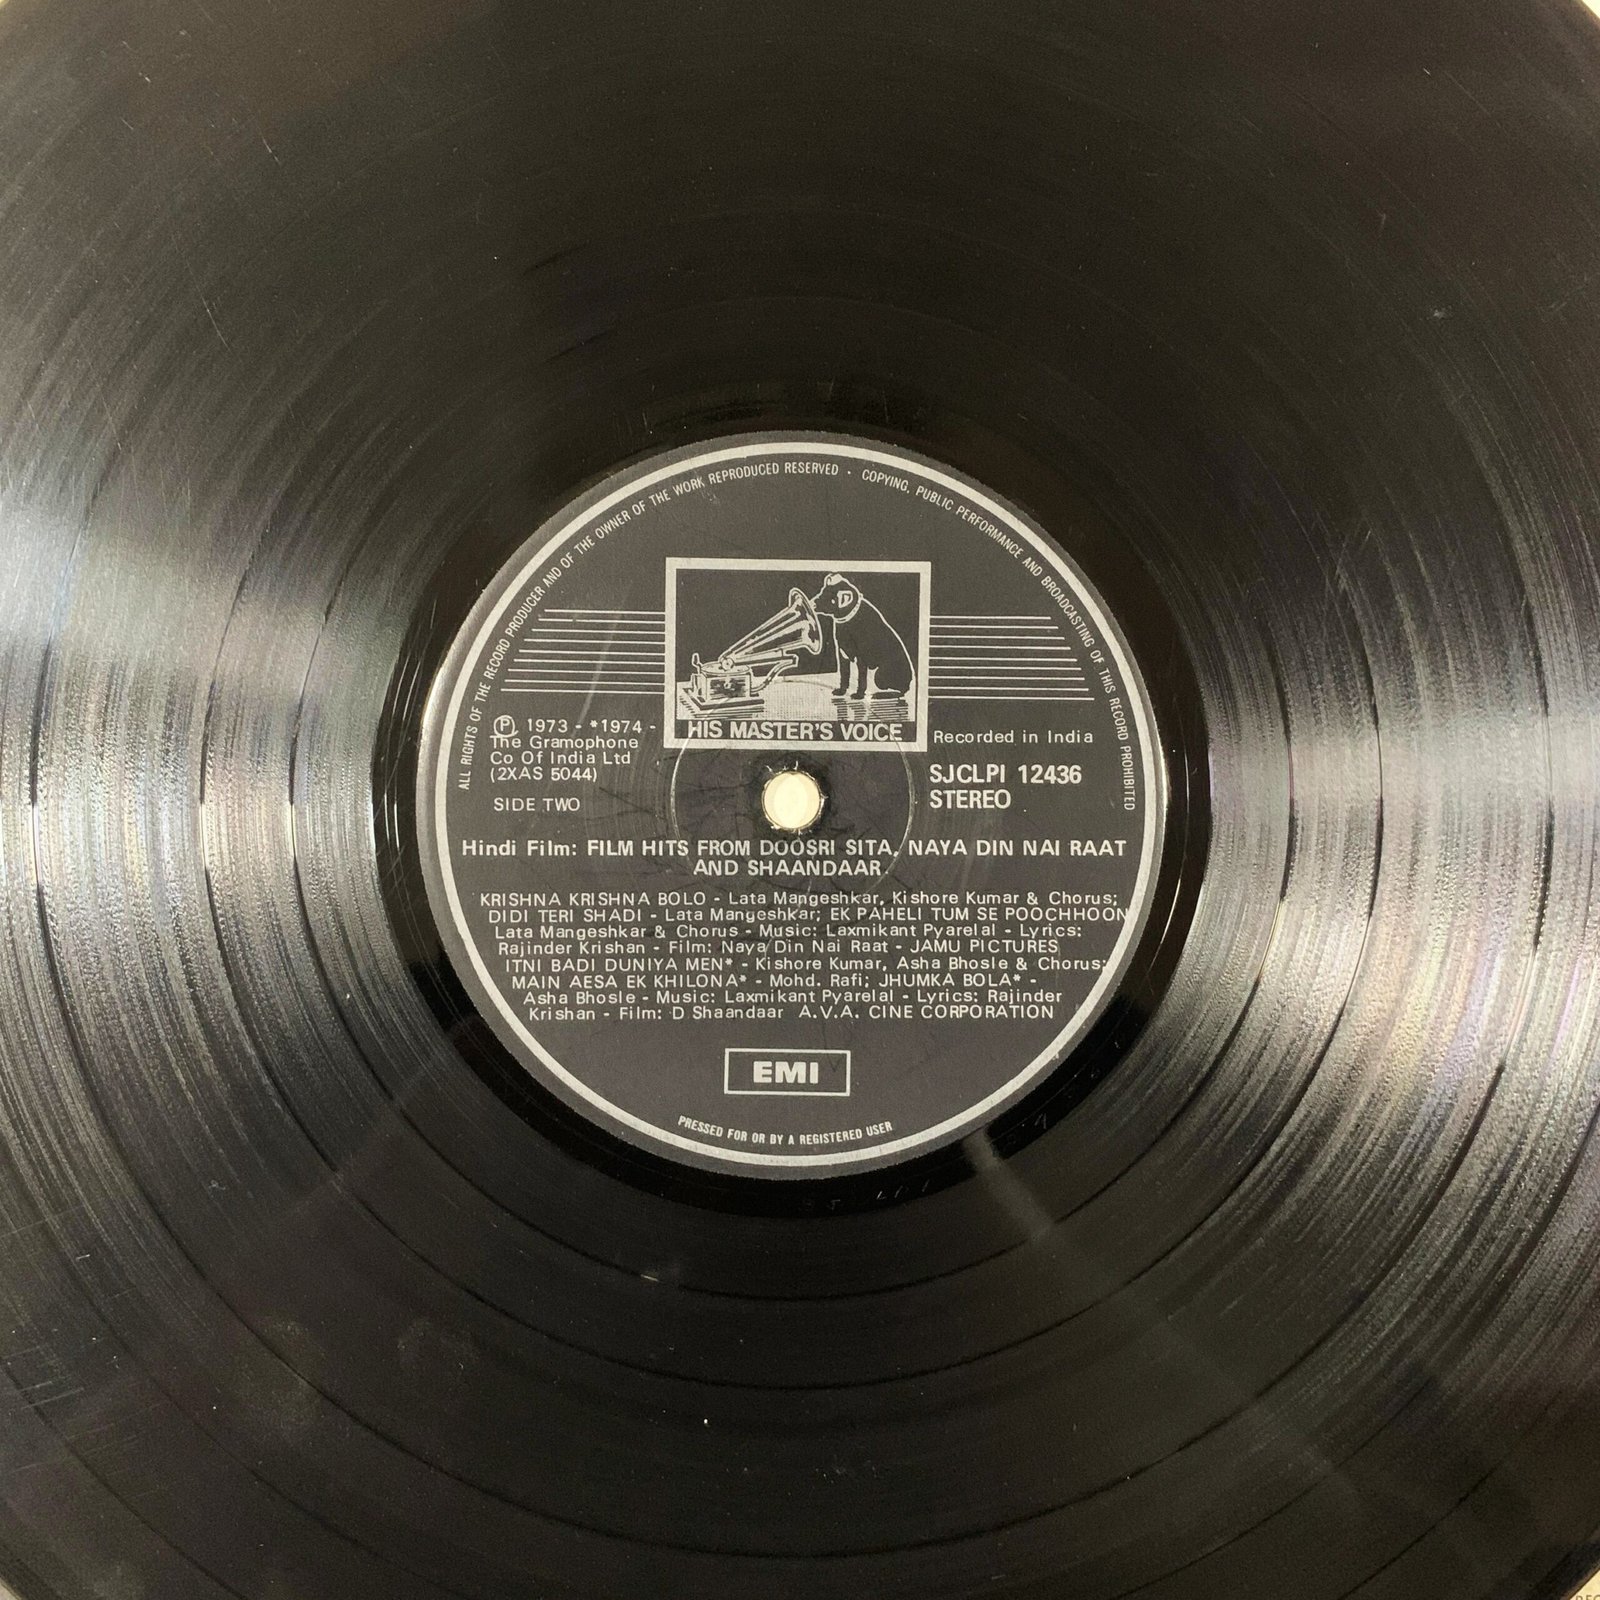 ALL RIGHTS OF THE RECORD PRODUCER AND OF THE OWNER OF THE WORK REPRODUCED RESERVED · COPYING, PUBLIC PERFORMANCE AND BROADCASTING OF THIS RECORD PROHIBITED
HIS MASTER'S VOICE
Ⓟ 1973 - *1974 -
The Gramophone
Co Of India Ltd
(2XAS 5044)
SIDE TWO
Recorded in India
SJCLPI 12436
STEREO
Hindi Film: FILM HITS FROM DOOSRI SITA, NAYA DIN NAI RAAT
AND SHAANDAAR.
KRISHNA KRISHNA BOLO - Lata Mangeshkar, Kishore Kumar & Chorus;
DIDI TERI SHADI - Lata Mangeshkar; EK PAHELI TUM SE POOCHHOON
Lata Mangeshkar & Chorus - Music: Laxmikant Pyarelal - Lyrics:
Rajinder Krishan - Film: Naya Din Nai Raat - JAMU PICTURES
ITNI BADI DUNIYA MEN* - Kishore Kumar, Asha Bhosle & Chorus;
MAIN AESA EK KHILONA* - Mohd. Rafi; JHUMKA BOLA* -
Asha Bhosle - Music: Laxmikant Pyarelal - Lyrics: Rajinder
Krishan - Film: D Shaandaar A.V.A. CINE CORPORATION
EMI
PRESSED FOR OR BY A REGISTERED USER